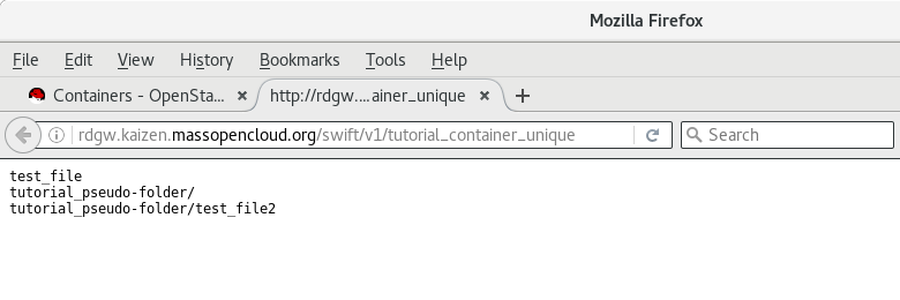 Mozilla Firefox
File Edit View History Bookmarks Tools Help
Containers - OpenSta... × http://rdgw....ainer_unique × +
rdgw.kaizen.massopencloud.org/swift/v1/tutorial_container_unique Search
test_file
tutorial_pseudo-folder/
tutorial_pseudo-folder/test_file2